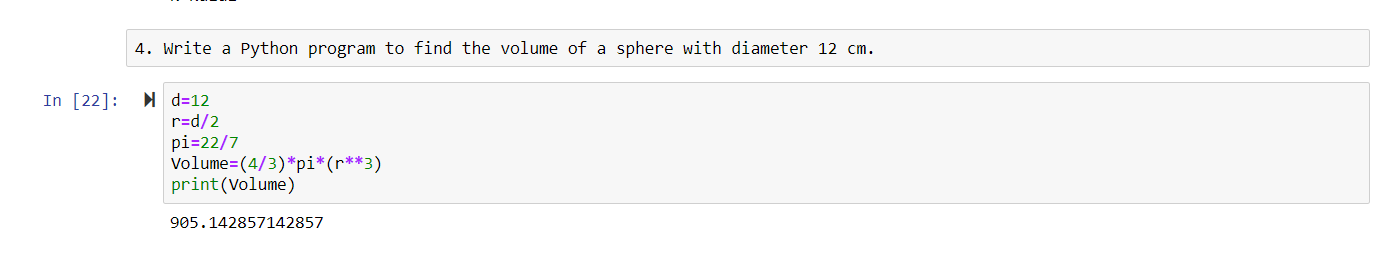 4. Write a Python program to find the volume of a sphere with diameter 12 cm.
In [22]:
d=12
r=d/2
pi=22/7
Volume=(4/3)*pi*(r**3)
print(Volume)
905.142857142857